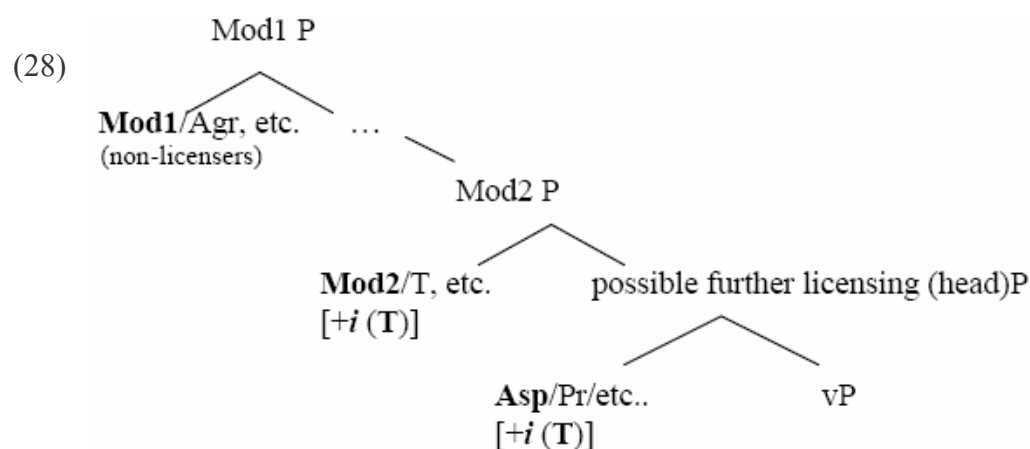 Mod1 P
(28)
Mod1/Agr, etc. …
(non-licensers)
Mod2 P
Mod2/T, etc. possible further licensing (head)P
[+i (T)]
Asp/Pr/etc.. vP
[+i (T)]